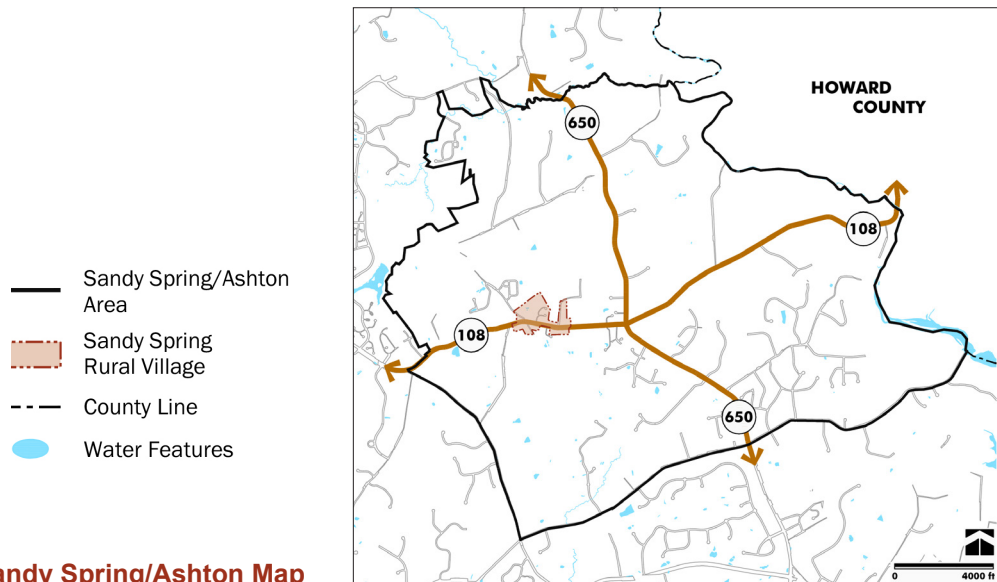 HOWARD
COUNTY
650
108
Sandy Spring/Ashton
Area
Sandy Spring
Rural Village
108
County Line
650
Water Features
andy Spring/Ashton Map
0 4000 ft